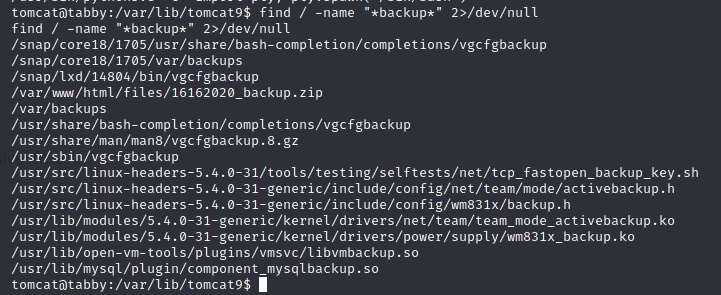 tomcat@tabby:/var/lib/tomcat9$ find / -name "*backup*" 2>/dev/null
find / -name "*backup*" 2>/dev/null
/snap/core18/1705/usr/share/bash-completion/completions/vgcfgbackup
/snap/core18/1705/var/backups
/snap/lxd/14804/bin/vgcfgbackup
/var/www/html/files/16162020_backup.zip
/var/backups
/usr/share/bash-completion/completions/vgcfgbackup
/usr/share/man/man8/vgcfgbackup.8.gz
/usr/sbin/vgcfgbackup
/usr/src/linux-headers-5.4.0-31/tools/testing/selftests/net/tcp_fastopen_backup_key.sh
/usr/src/linux-headers-5.4.0-31-generic/include/config/net/team/mode/activebackup.h
/usr/src/linux-headers-5.4.0-31-generic/include/config/wm831x/backup.h
/usr/lib/modules/5.4.0-31-generic/kernel/drivers/net/team/team_mode_activebackup.ko
/usr/lib/modules/5.4.0-31-generic/kernel/drivers/power/supply/wm831x_backup.ko
/usr/lib/open-vm-tools/plugins/vmsvc/libvmbackup.so
/usr/lib/mysql/plugin/component_mysqlbackup.so
tomcat@tabby:/var/lib/tomcat9$